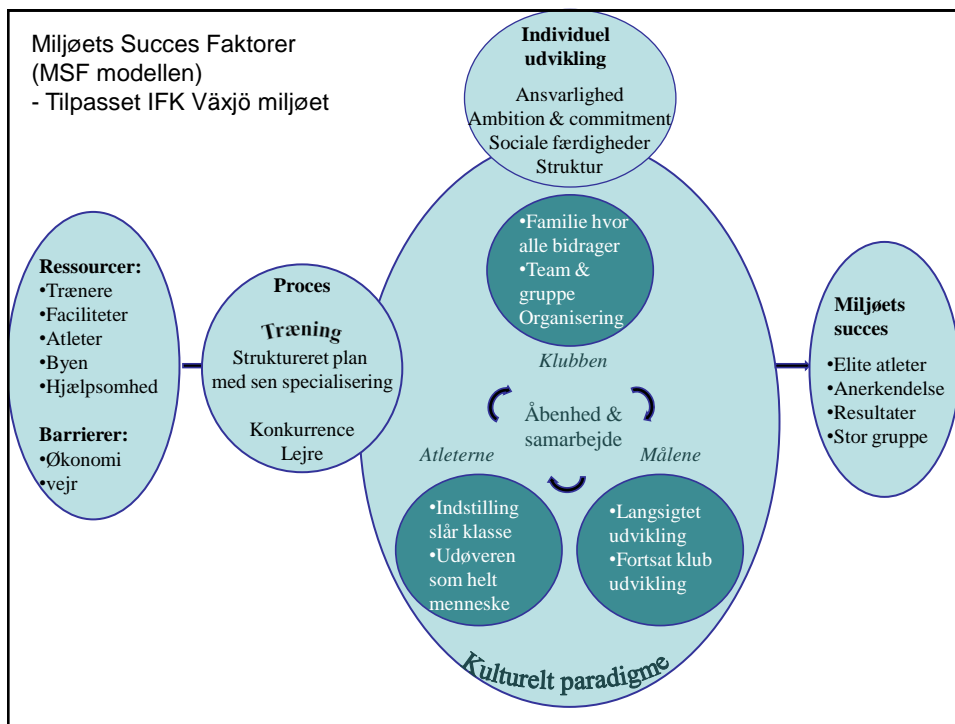 Miljøets Succes Faktorer
(MSF modellen)
- Tilpasset IFK Växjö miljøet
Individuel
udvikling
Ansvarlighed
Ambition & commitment
Sociale færdigheder
Struktur
Ressourcer:
•Trænere
•Faciliteter
•Atleter
•Byen
•Hjælpsomhed
Barrierer:
•Økonomi
•vejr
Proces
Træning
Struktureret plan
med sen specialisering
Konkurrence
Lejre
•Familie hvor
alle bidrager
•Team &
gruppe
Organisering
Klubben
Åbenhed &
samarbejde
Atleterne
Målene
•Indstilling
slår klasse
•Udøveren
som helt
menneske
•Langsigtet
udvikling
•Fortsat klub
udvikling
Kulturelt paradigme
Miljøets
succes
•Elite atleter
•Anerkendelse
•Resultater
•Stor gruppe